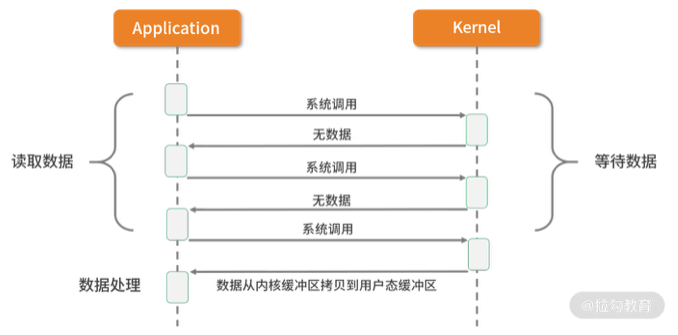 Application
Kernel
系统调用
无数据
读取数据
等待数据
系统调用
无数据
系统调用
数据处理
数据从内核缓冲区拷贝到用户态缓冲区
@拉勾教育